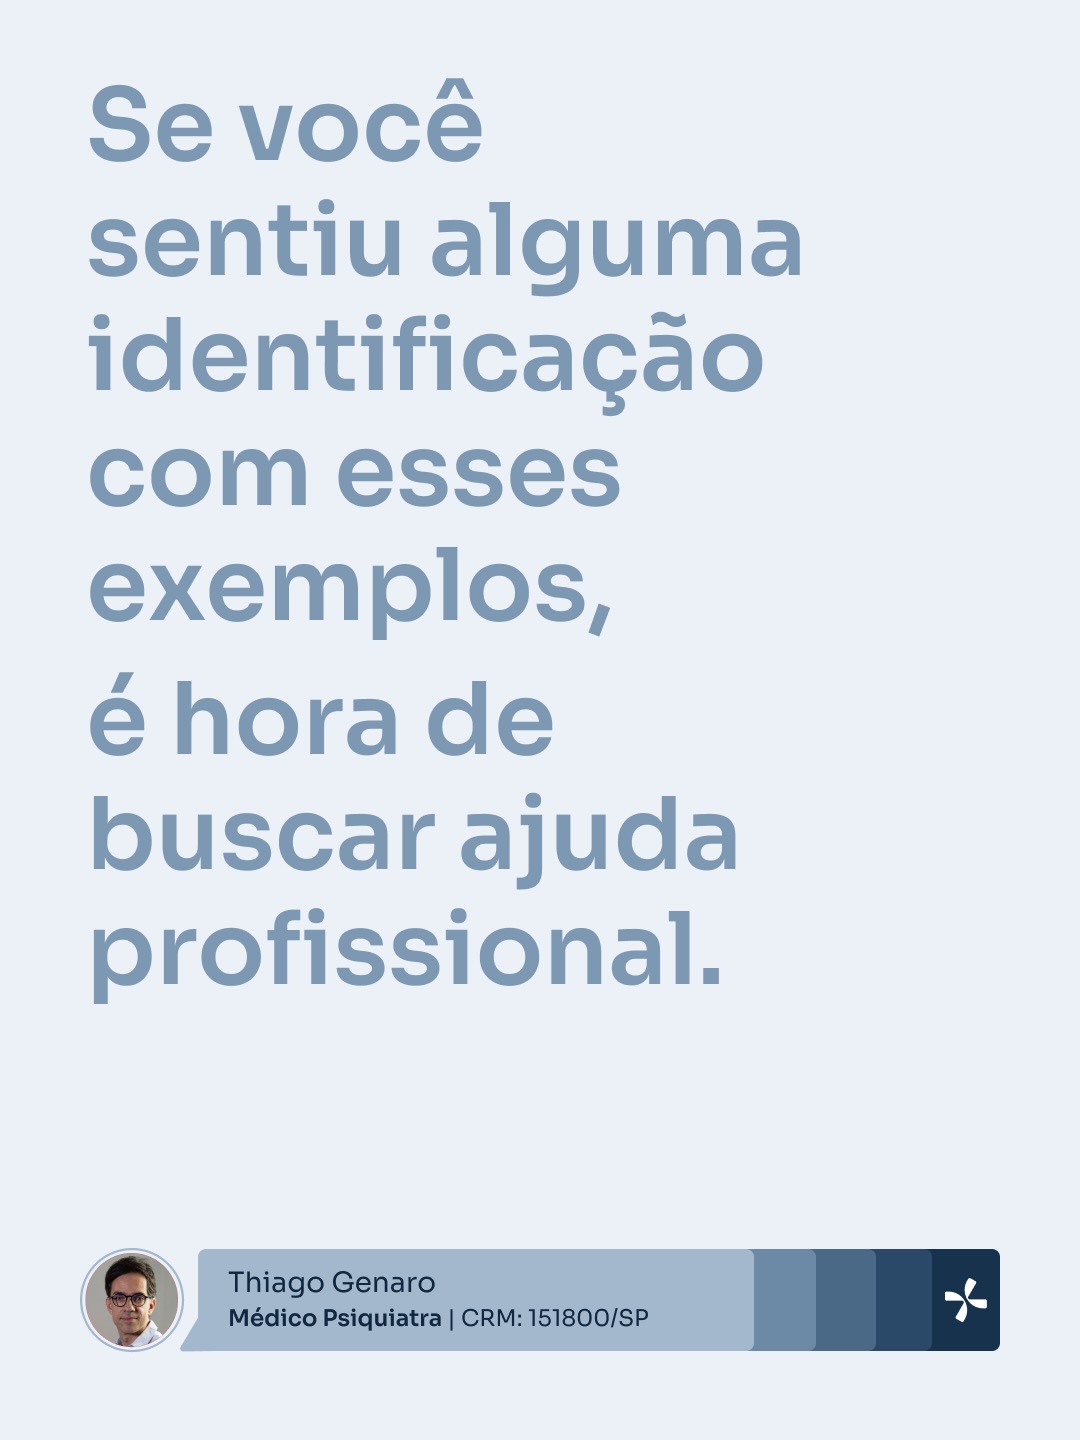 Se você
sentiu alguma
identificação
com esses
exemplos,
é hora de
buscar ajuda
profissional.
Thiago Genaro
Médico Psiquiatra | CRM: 151800/SP